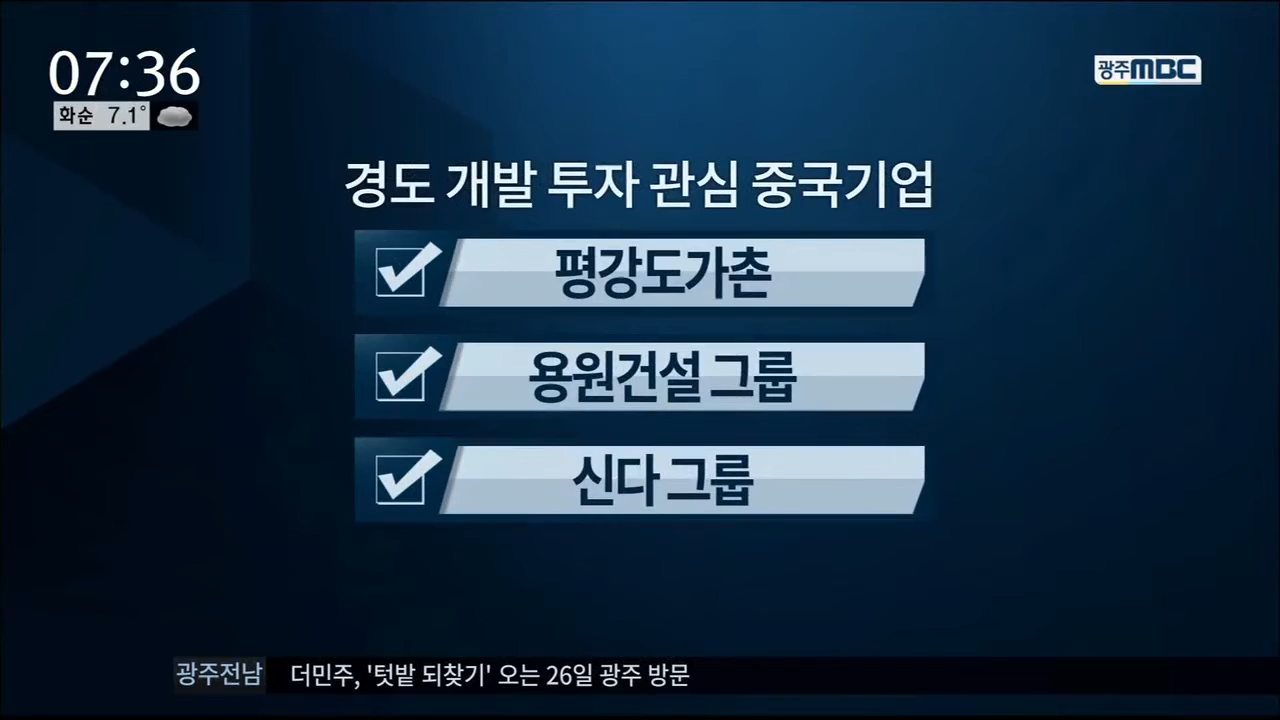 07:36
광주MBC
화순 7.1°
경도 개발 투자 관심 중국기업
평강도가촌
용원건설 그룹
신다 그룹
광주전남 더민주, '텃밭 되찾기' 오는 26일 광주 방문